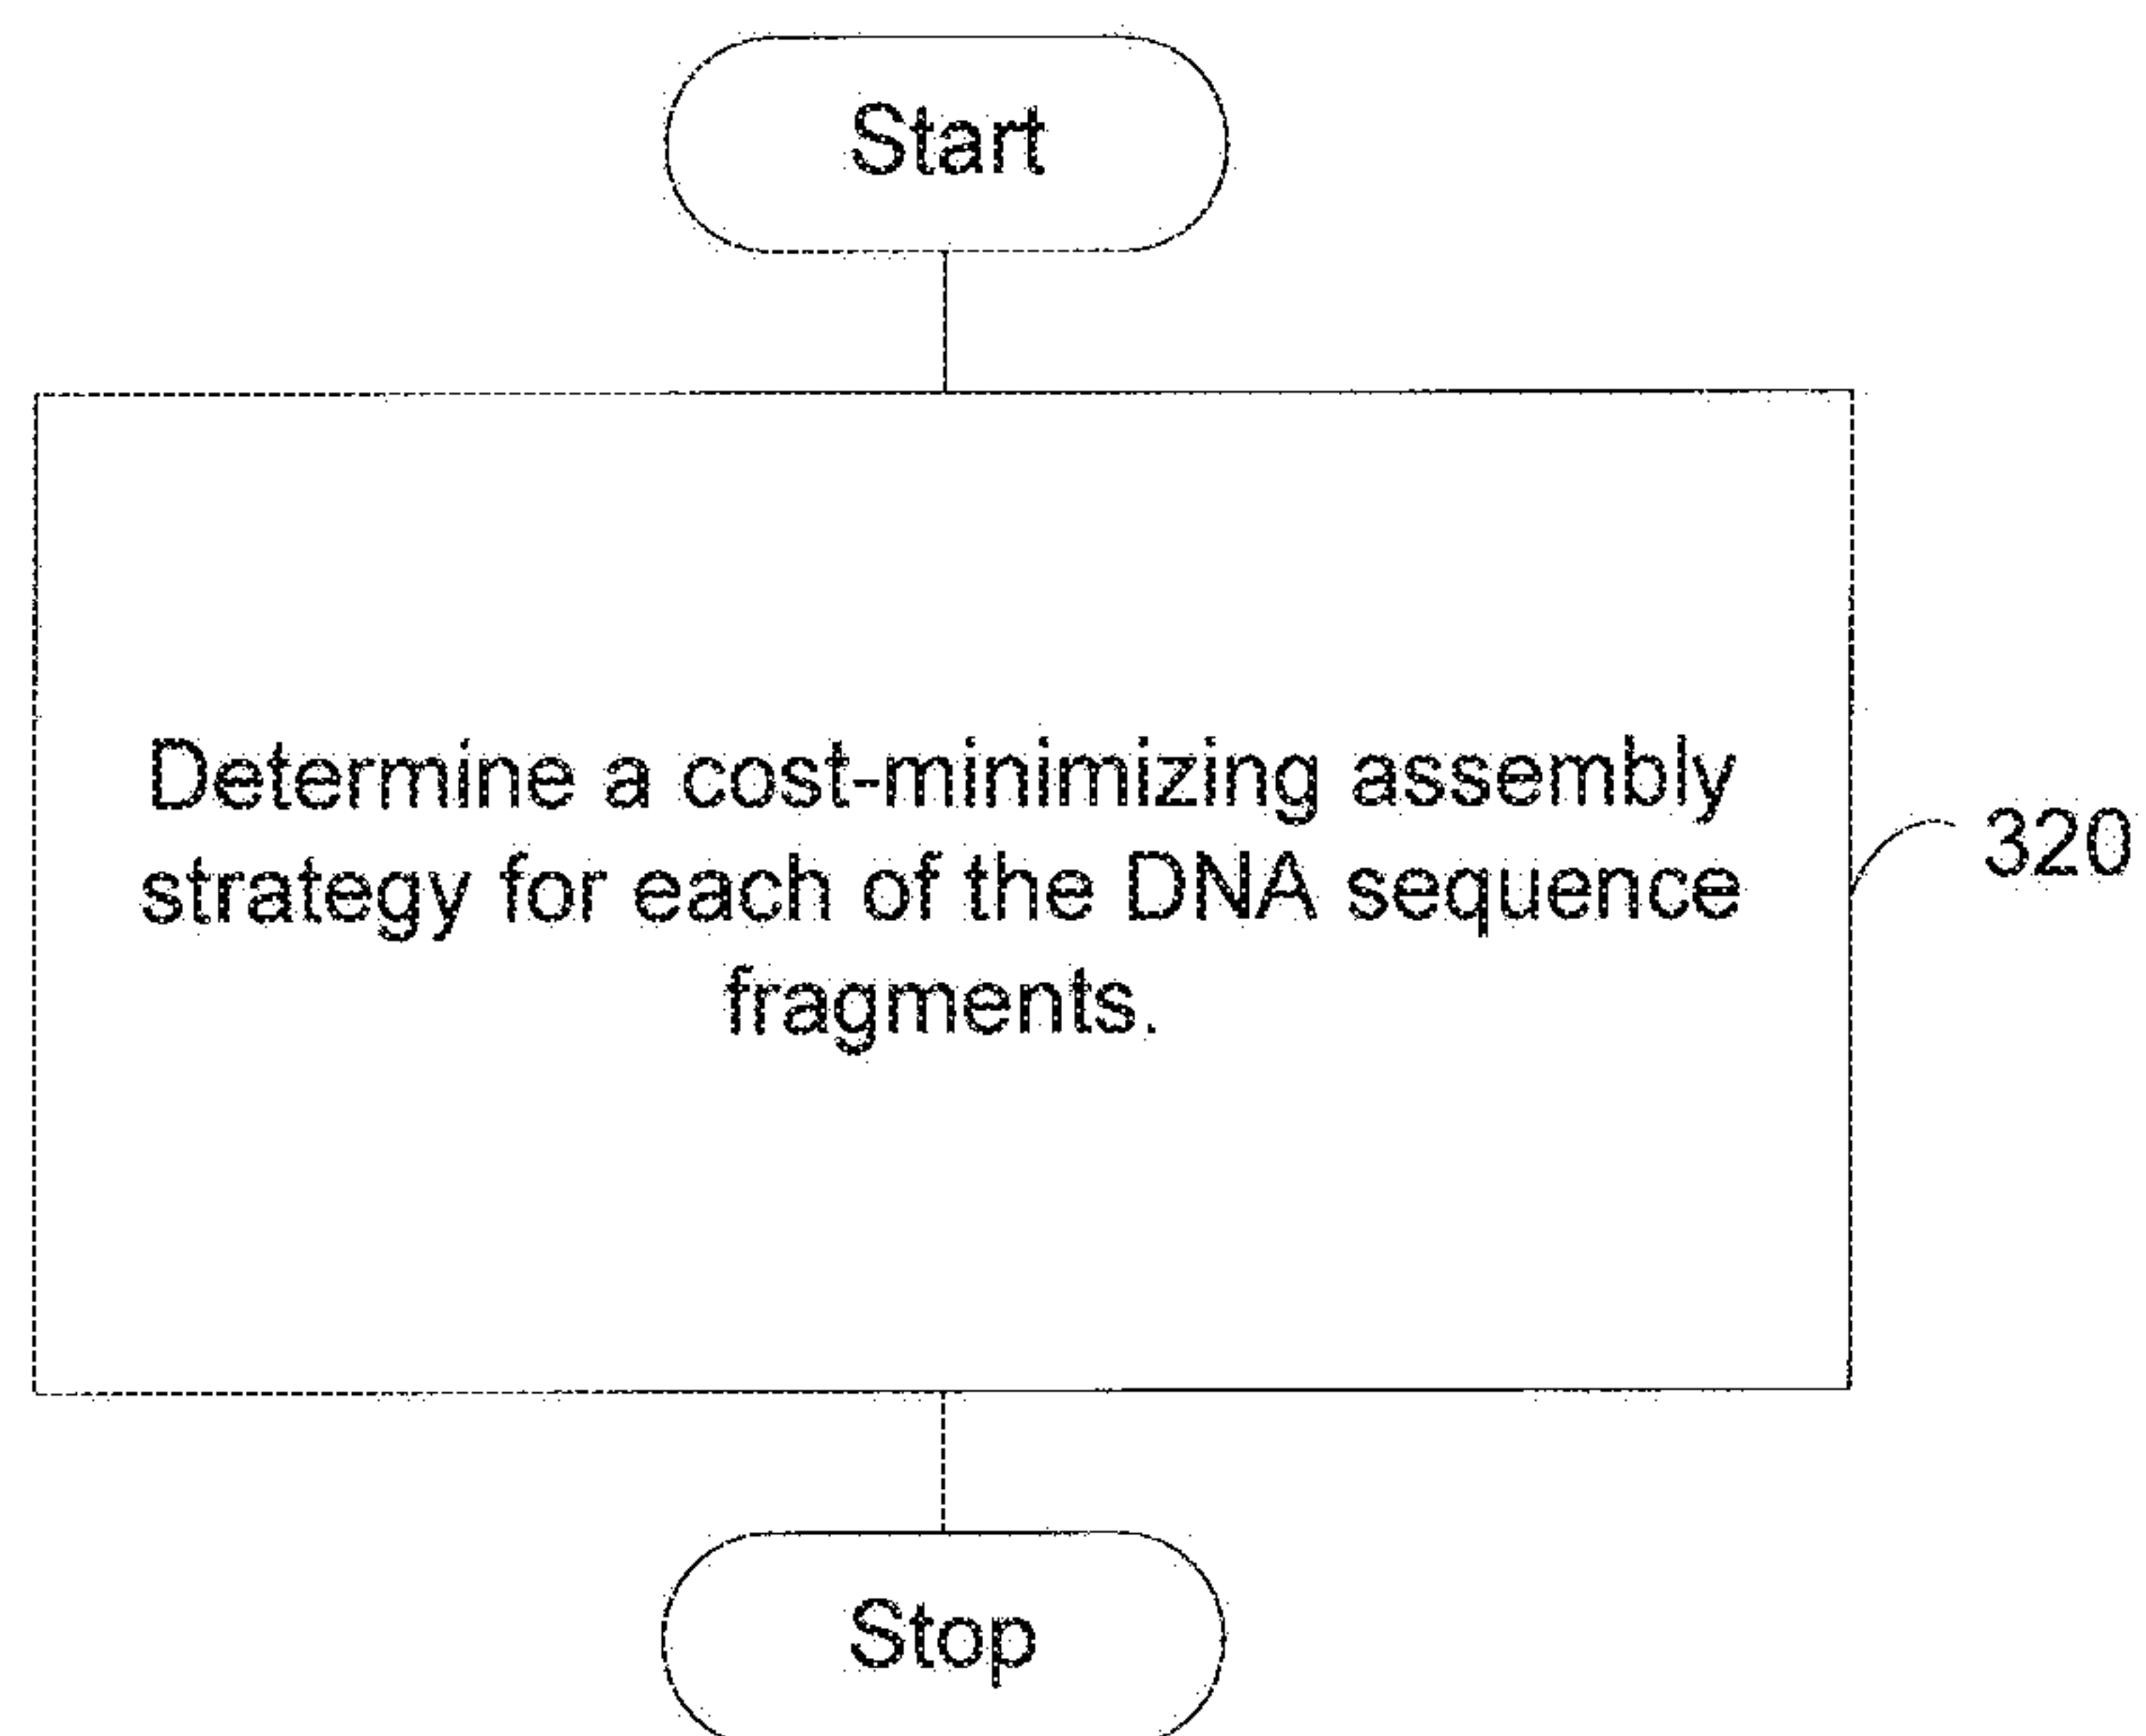 Start
Determine a cost-minimizing assembly
strategy for each of the DNA sequence
fragments.
320
Stop